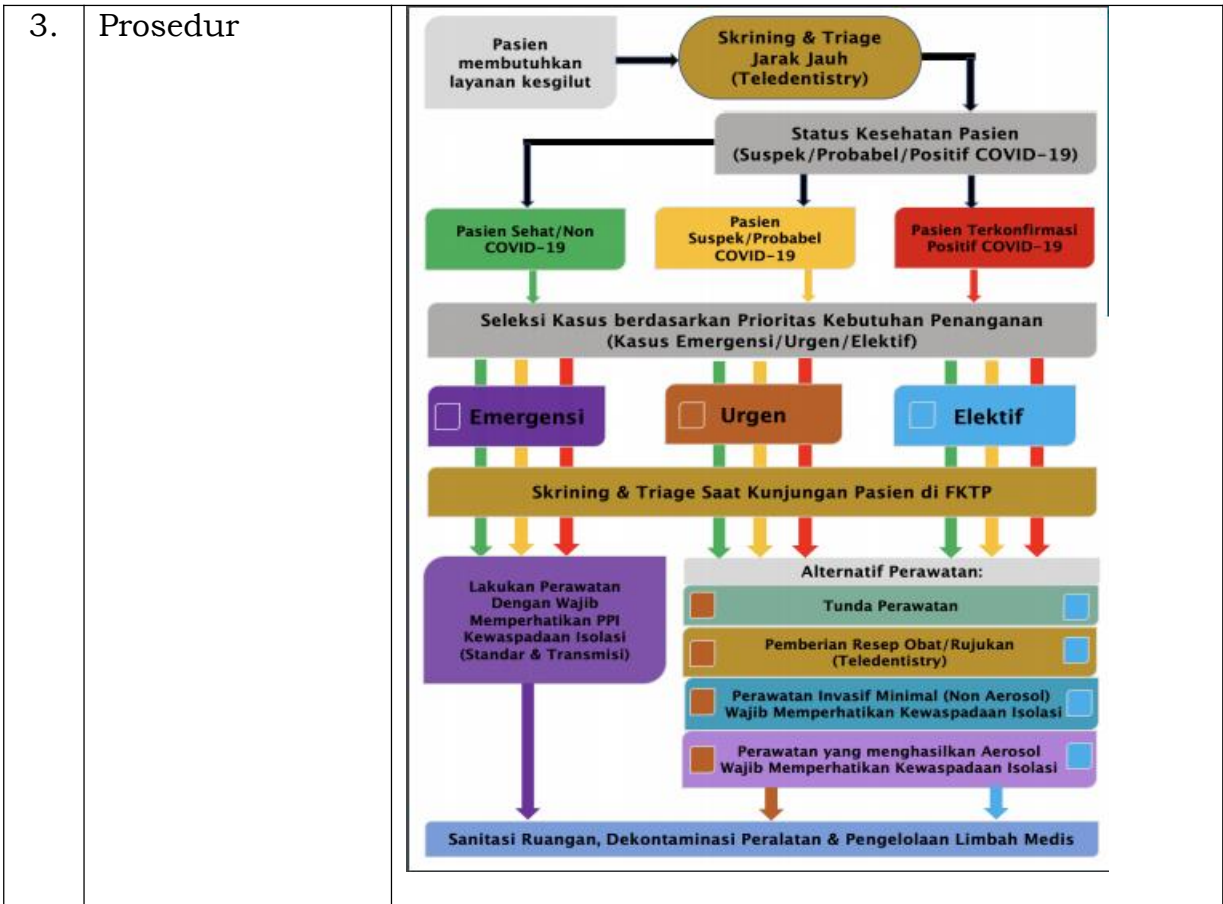 3.
Prosedur
Pasien
membutuhkan
layanan kesgilut
Skrining & Triage
Jarak Jauh
(Teledentistry)
Status Kesehatan Pasien
(Suspek/Probabel/Positif COVID-19)
Pasien Sehat/Non
COVID-19
Pasien
Suspek/Probabel
COVID-19
Pasien Terkonfirmasi
Positif COVID-19
Seleksi Kasus berdasarkan Prioritas Kebutuhan Penanganan
(Kasus Emergensi/Urgen/Elektif)
Emergensi
Urgen
Elektif
Skrining & Triage Saat Kunjungan Pasien di FKTP
Lakukan Perawatan
Dengan Wajib
Memperhatikan PPI
Kewaspadaan Isolasi
(Standar & Transmisi)
Alternatif Perawatan:
Tunda Perawatan
Pemberian Resep Obat/Rujukan
(Teledentistry)
Perawatan Invasif Minimal (Non Aerosol)
Wajib Memperhatikan Kewaspadaan Isolasi
Perawatan yang menghasilkan Aerosol
Wajib Memperhatikan Kewaspadaan Isolasi
Sanitasi Ruangan, Dekontaminasi Peralatan & Pengelolaan Limbah Medis